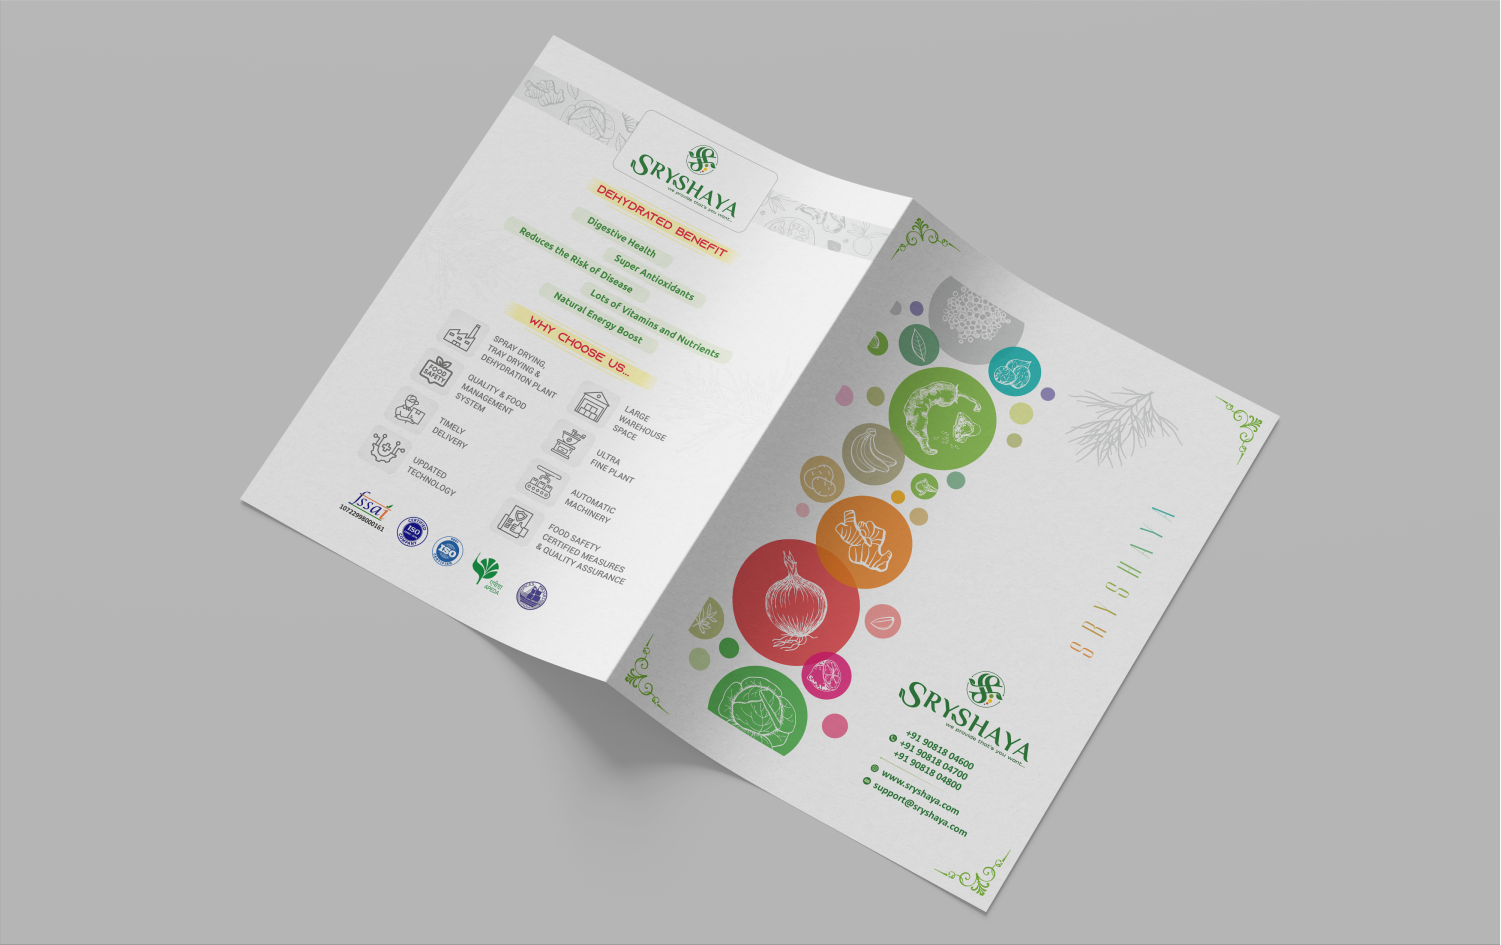 SRYSHAYA
we provide that's you want...
DEHYDRATED BENEFIT
Digestive Health
Super Antioxidants
Reduces the Risk of Disease
Lots of Vitamins and Nutrients
Natural Energy Boost
WHY CHOOSE US...
SPRAY DRYING,
TRAY DRYING &
DEHYDRATION PLANT
FOOD
SAFETY
QUALITY & FOOD
MANAGEMENT
SYSTEM
TIMELY
DELIVERY
UPDATED
TECHNOLOGY
LARGE
WAREHOUSE
SPACE
ULTRA
FINE PLANT
AUTOMATIC
MACHINERY
FOOD SAFETY
CERTIFIED MEASURES
& QUALITY ASSURANCE
fssai
10722998000161
CERTIFIED
ISO
COMPANY
ISO
APEDA
SRYSHAYA
SRYSHAYA
we provide that's you want...
+91 90818 04600
+91 90818 04700
+91 90818 04800
www.sryshaya.com
support@sryshaya.com